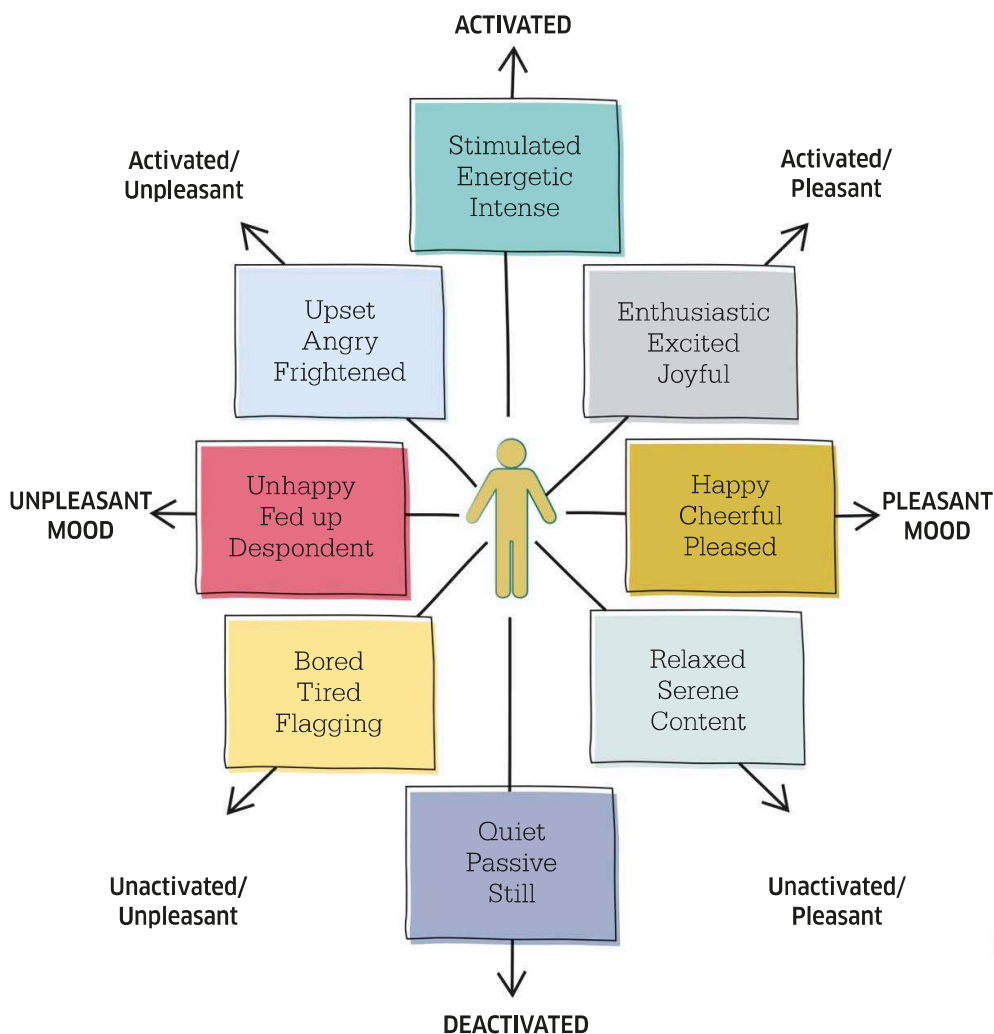 ACTIVATED
Stimulated
Energetic
Intense
Activated/
Unpleasant
Activated/
Pleasant
Upset
Angry
Frightened
Enthusiastic
Excited
Joyful
UNPLEASANT
MOOD
Unhappy
Fed up
Despondent
Happy
Cheerful
Pleased
PLEASANT
MOOD
Bored
Tired
Flagging
Relaxed
Serene
Content
Unactivated/
Unpleasant
Quiet
Passive
Still
Unactivated/
Pleasant
DEACTIVATED